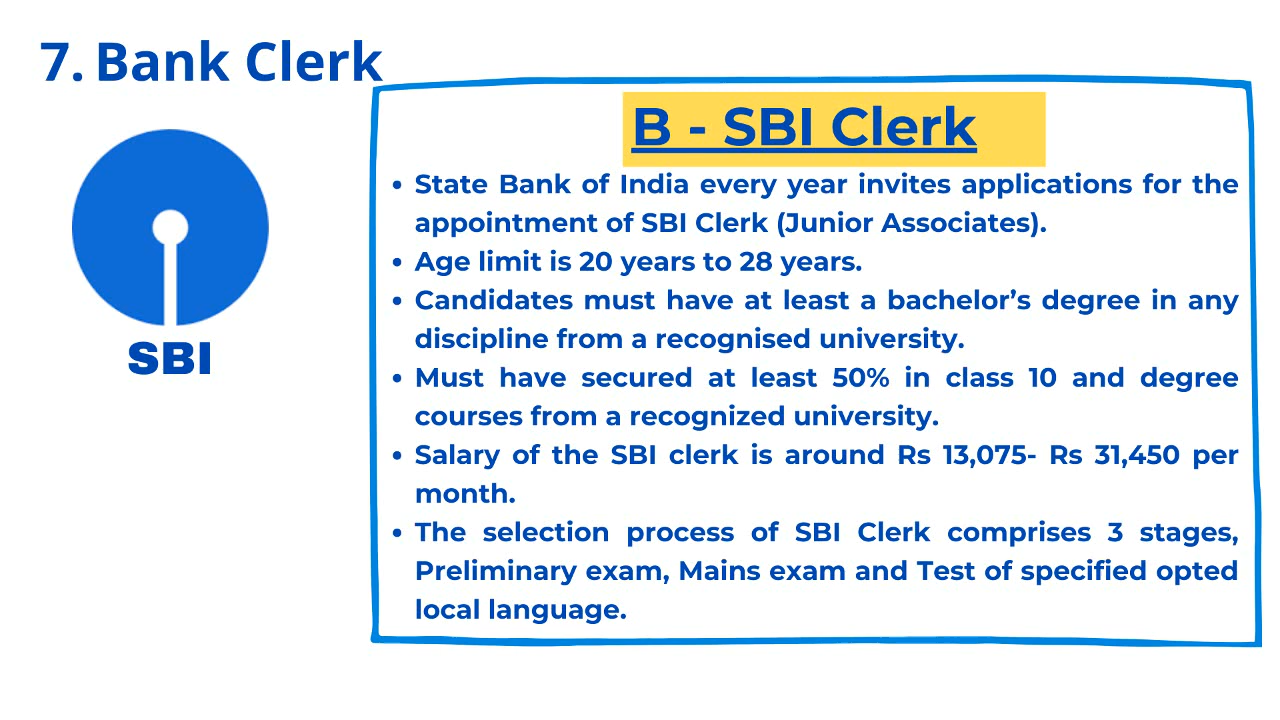 7. Bank Clerk
B - SBI Clerk
SBI
• State Bank of India every year invites applications for the
appointment of SBI Clerk (Junior Associates).
• Age limit is 20 years to 28 years.
• Candidates must have at least a bachelor’s degree in any
discipline from a recognised university.
• Must have secured at least 50% in class 10 and degree
courses from a recognized university.
• Salary of the SBI clerk is around Rs 13,075- Rs 31,450 per
month.
• The selection process of SBI Clerk comprises 3 stages,
Preliminary exam, Mains exam and Test of specified opted
local language.